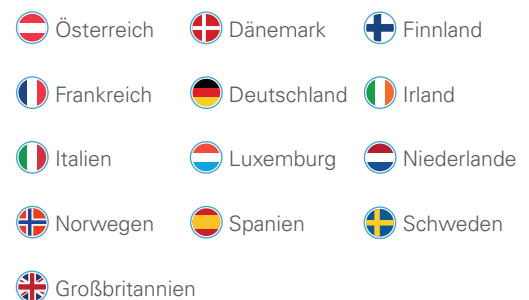 Österreich Dänemark Finnland
Frankreich Deutschland Irland
Italien Luxemburg Niederlande
Norwegen Spanien Schweden
Großbritannien